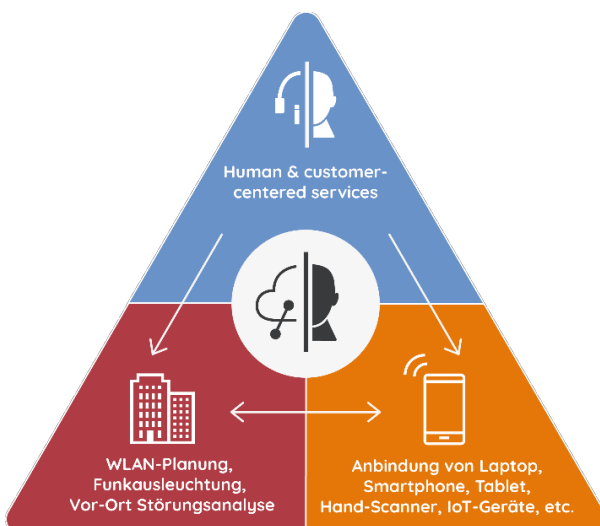 Human & customer-
centered services
WLAN-Planung,
Funkausleuchtung,
Vor-Ort Störungsanalyse
Anbindung von Laptop,
Smartphone, Tablet,
Hand-Scanner, IoT-Geräte, etc.